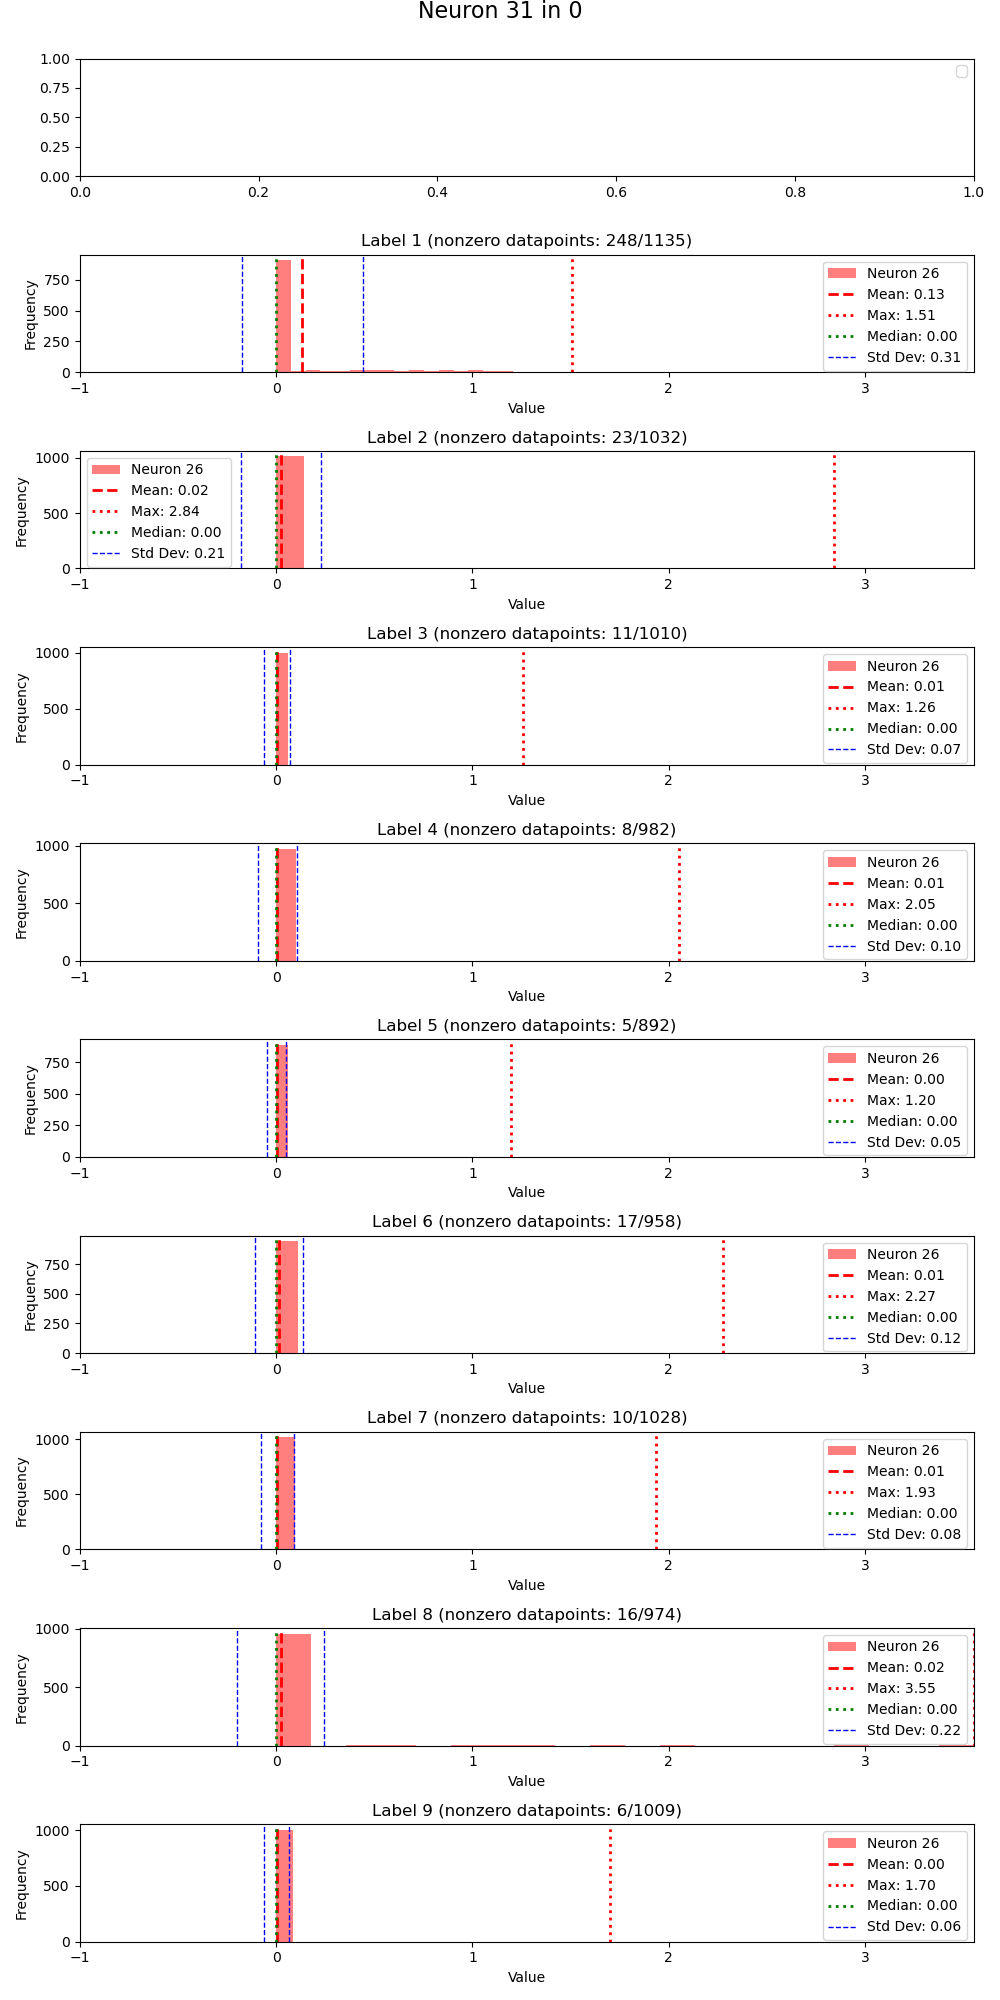 Neuron 31 in 0
1.00
0.75
0.50
0.25
0.00
0.0 0.2 0.4 0.6 0.8 1.0
Label 1 (nonzero datapoints: 248/1135)
Frequency
750
500
250
0
Neuron 26
Mean: 0.13
Max: 1.51
Median: 0.00
Std Dev: 0.31
−1 0 1 2 3
Value
Label 2 (nonzero datapoints: 23/1032)
Frequency
1000
500
0
Neuron 26
Mean: 0.02
Max: 2.84
Median: 0.00
Std Dev: 0.21
−1 0 1 2 3
Value
Label 3 (nonzero datapoints: 11/1010)
Frequency
1000
500
0
Neuron 26
Mean: 0.01
Max: 1.26
Median: 0.00
Std Dev: 0.07
−1 0 1 2 3
Value
Label 4 (nonzero datapoints: 8/982)
Frequency
1000
500
0
Neuron 26
Mean: 0.01
Max: 2.05
Median: 0.00
Std Dev: 0.10
−1 0 1 2 3
Value
Label 5 (nonzero datapoints: 5/892)
Frequency
750
500
250
0
Neuron 26
Mean: 0.00
Max: 1.20
Median: 0.00
Std Dev: 0.05
−1 0 1 2 3
Value
Label 6 (nonzero datapoints: 17/958)
Frequency
750
500
250
0
Neuron 26
Mean: 0.01
Max: 2.27
Median: 0.00
Std Dev: 0.12
−1 0 1 2 3
Value
Label 7 (nonzero datapoints: 10/1028)
Frequency
1000
500
0
Neuron 26
Mean: 0.01
Max: 1.93
Median: 0.00
Std Dev: 0.08
−1 0 1 2 3
Value
Label 8 (nonzero datapoints: 16/974)
Frequency
1000
500
0
Neuron 26
Mean: 0.02
Max: 3.55
Median: 0.00
Std Dev: 0.22
−1 0 1 2 3
Value
Label 9 (nonzero datapoints: 6/1009)
Frequency
1000
500
0
Neuron 26
Mean: 0.00
Max: 1.70
Median: 0.00
Std Dev: 0.06
−1 0 1 2 3
Value